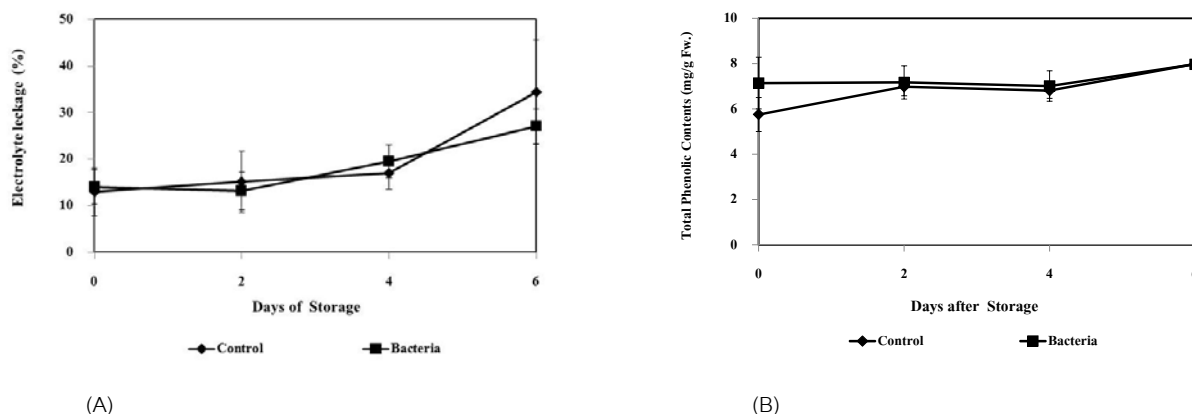 50
40
30
20
10
0
Electrolyte leckage (%)
0 2 4 6
Days of Storage
Control Bacteria
(A)
10
8
6
4
2
0
Total Phenolic Contents (mg/g Fw.)
0 2 4
Days after Storage
Control Bacteria
(B)